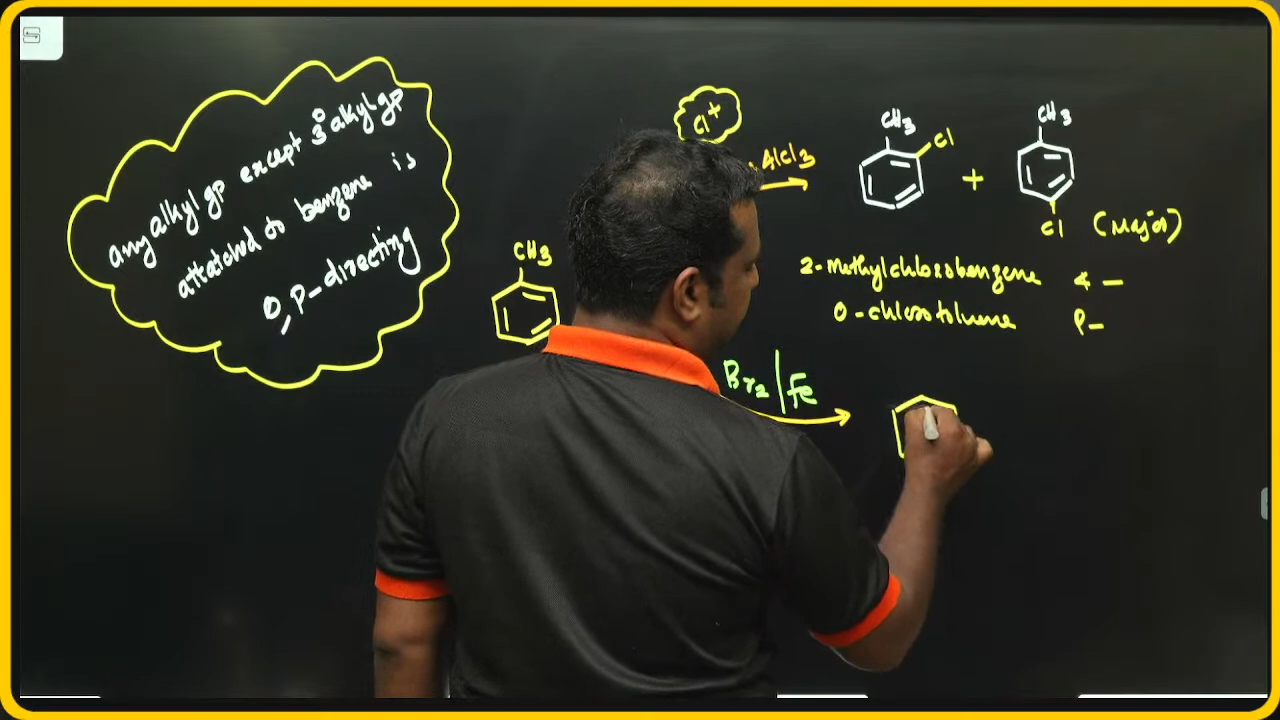 any alkyl gp except 3° alkyl gp
attatched to benzene is
O, P- directing
Cl⁺
AlCl3
CH3
Cl
+
CH3
Cl
(Major)
2-Methylchlorobenzene & -
O-chlorotoluene P-
CH3
Br2 | Fe